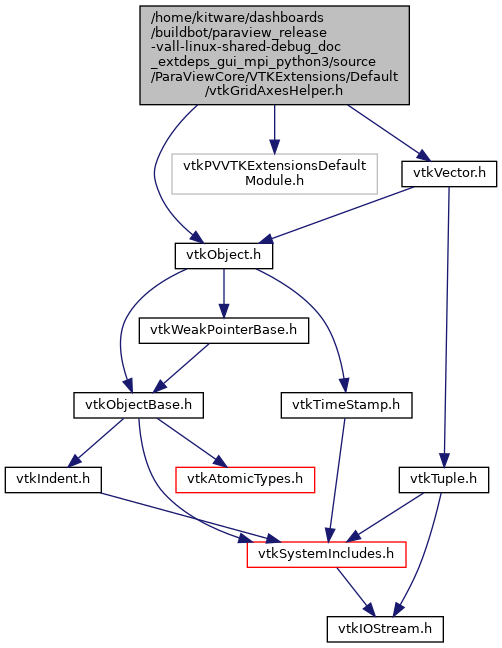 /home/kitware/dashboards
/buildbot/paraview_release
-vall-linux-shared-debug_doc
_extdeps_gui_mpi_python3/source
/ParaViewCore/VTKExtensions/Default
/vtkGridAxesHelper.h
vtkPVVTKExtensionsDefault
Module.h
vtkVector.h
vtkObject.h
vtkWeakPointerBase.h
vtkObjectBase.h
vtkTimeStamp.h
vtkIndent.h
vtkAtomicTypes.h
vtkTuple.h
vtkSystemIncludes.h
vtkIOStream.h